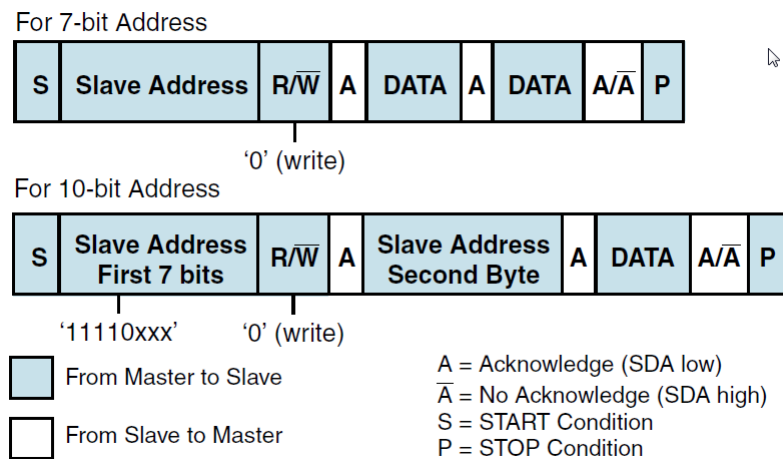 For 7-bit Address
S Slave Address R/W̅ A DATA A DATA A/A̅ P
‘0’ (write)
For 10-bit Address
S Slave Address First 7 bits R/W̅ A Slave Address Second Byte A DATA A/A̅ P
‘11110xxx’ ‘0’ (write)
From Master to Slave
From Slave to Master
A = Acknowledge (SDA low)
A̅ = No Acknowledge (SDA high)
S = START Condition
P = STOP Condition